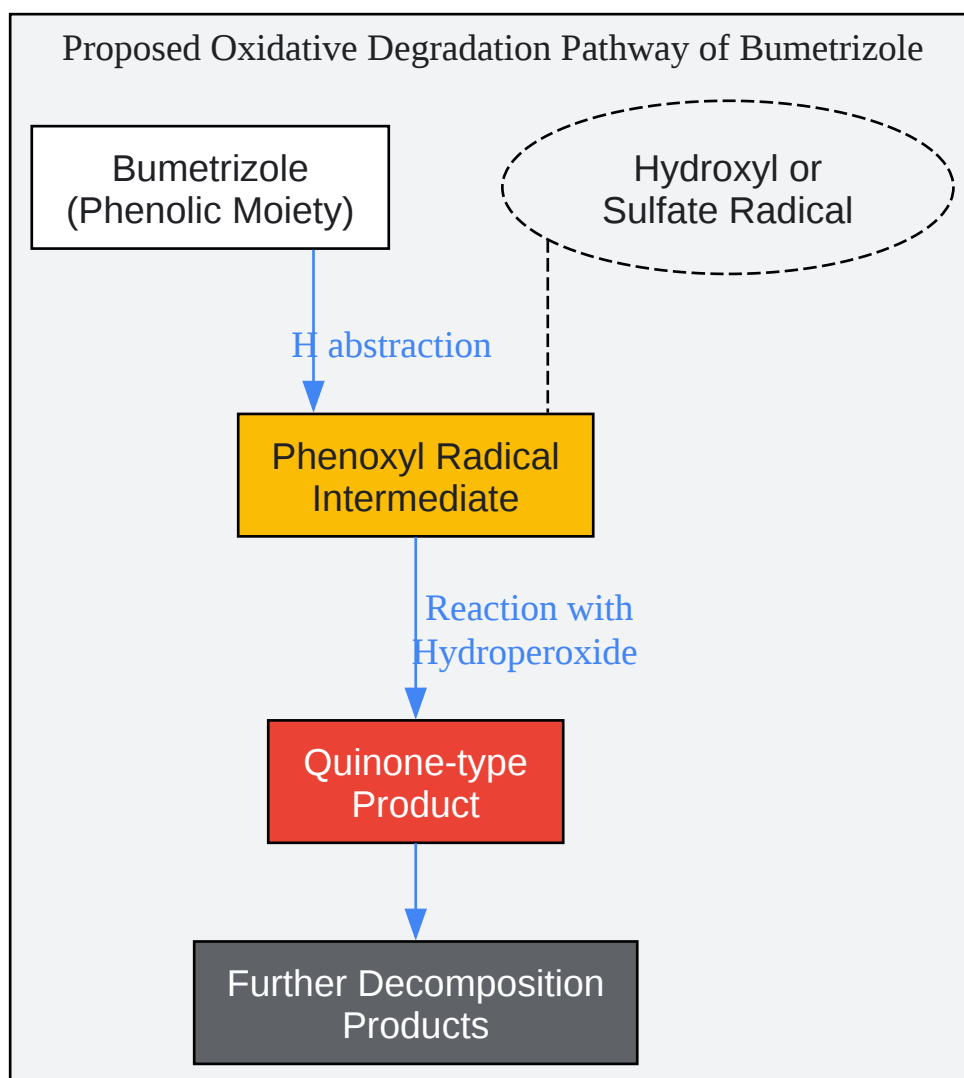 Proposed Oxidative Degradation Pathway of Bumetrizole
Bumetrizole
(Phenolic Moiety)
Hydroxyl or
Sulfate Radical
H abstraction
Phenoxyl Radical
Intermediate
Reaction with
Hydroperoxide
Quinone-type
Product
Further Decomposition
Products